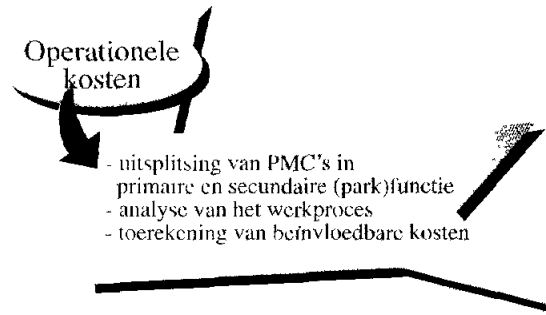 Operationele
kosten
- uitsplitsing van PMC's in
primaire en secundaire (park)functie
- analyse van het werkproces
- toerekening van beïnvloedbare kosten